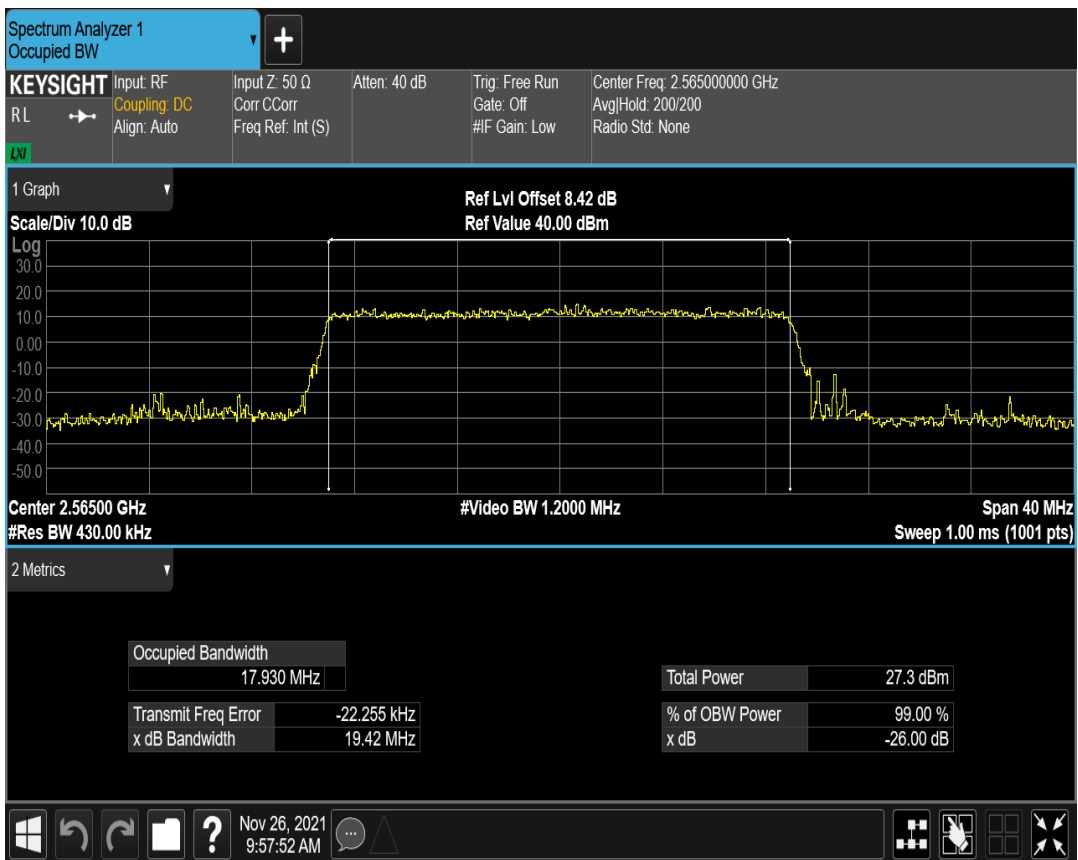 Spectrum Analyzer 1
Occupied BW
+
KEYSIGHT
R L
LXI
Input: RF
Coupling: DC
Align: Auto
Input Z: 50 Ω
Corr CCorr
Freq Ref: Int (S)
Atten: 40 dB
Trig: Free Run
Gate: Off
#IF Gain: Low
Center Freq: 2.565000000 GHz
Avg|Hold: 200/200
Radio Std: None
1 Graph
Scale/Div 10.0 dB
Ref Lvl Offset 8.42 dB
Ref Value 40.00 dBm
Log
30.0
20.0
10.0
0.00
-10.0
-20.0
-30.0
-40.0
-50.0
Center 2.56500 GHz
#Video BW 1.2000 MHz
Span 40 MHz
#Res BW 430.00 kHz
Sweep 1.00 ms (1001 pts)
2 Metrics
Occupied Bandwidth
17.930 MHz
Transmit Freq Error -22.255 kHz
x dB Bandwidth 19.42 MHz
Total Power 27.3 dBm
% of OBW Power 99.00 %
x dB -26.00 dB
?
Nov 26, 2021
9:57:52 AM